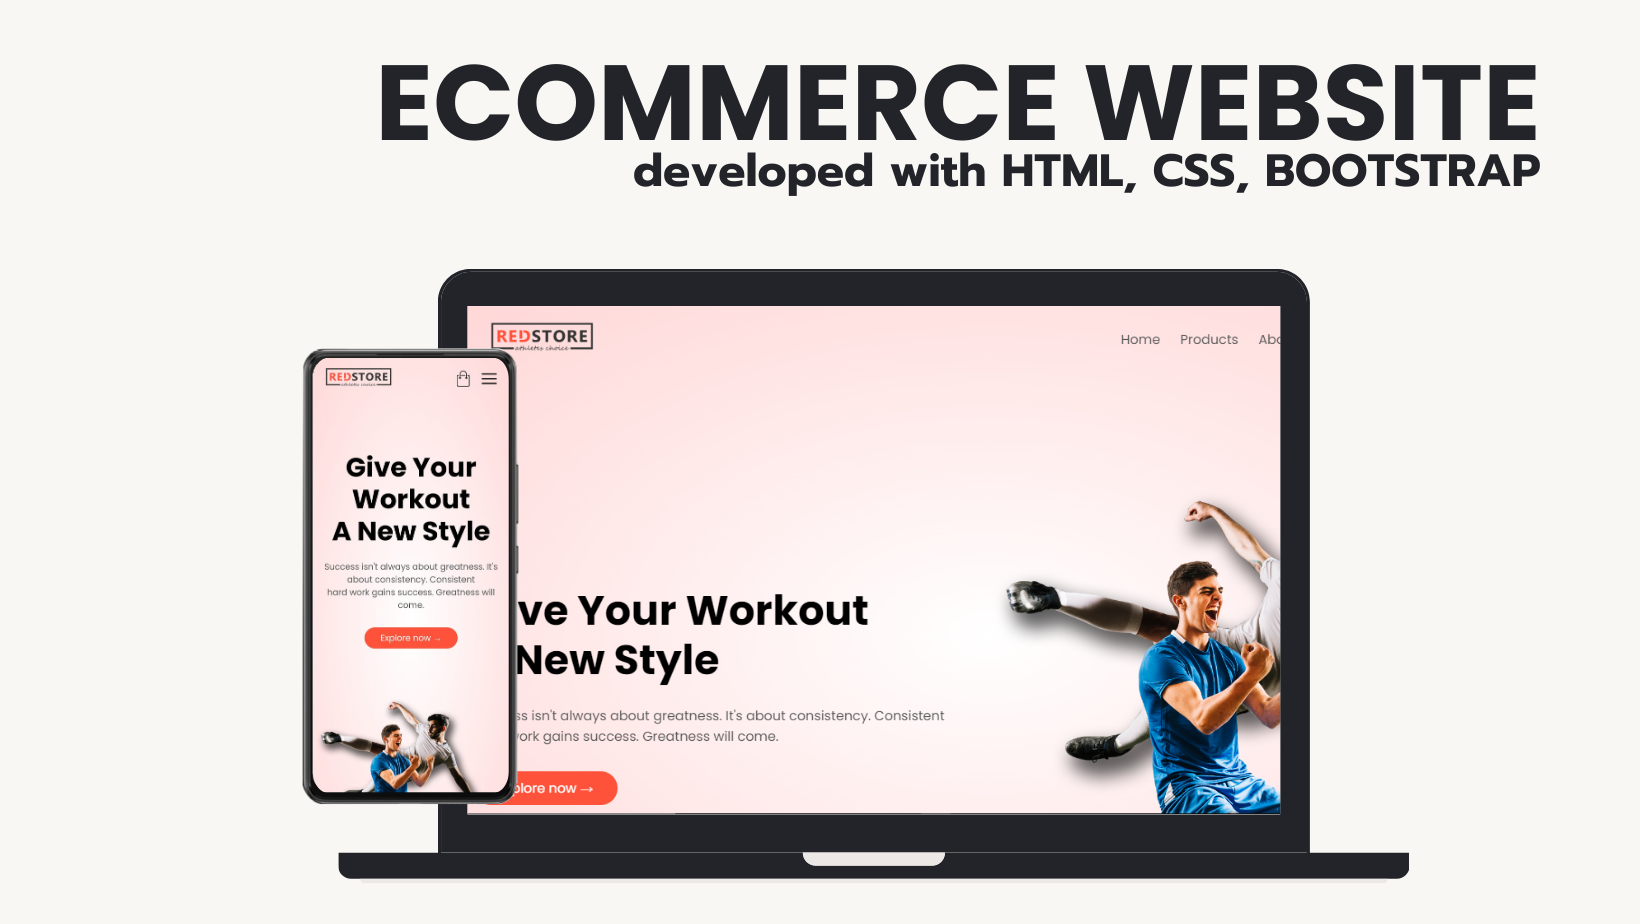 ECOMMERCE WEBSITE
developed with HTML, CSS, BOOTSTRAP
REDSTORE
athletes choice
Home Products Abo
REDSTORE
athletes choice
Give Your
Workout
A New Style
Success isn't always about greatness. It's
about consistency. Consistent
hard work gains success. Greatness will
come.
Explore now →
ve Your Workout
New Style
ss isn't always about greatness. It's about consistency. Consistent
ork gains success. Greatness will come.
plore now →